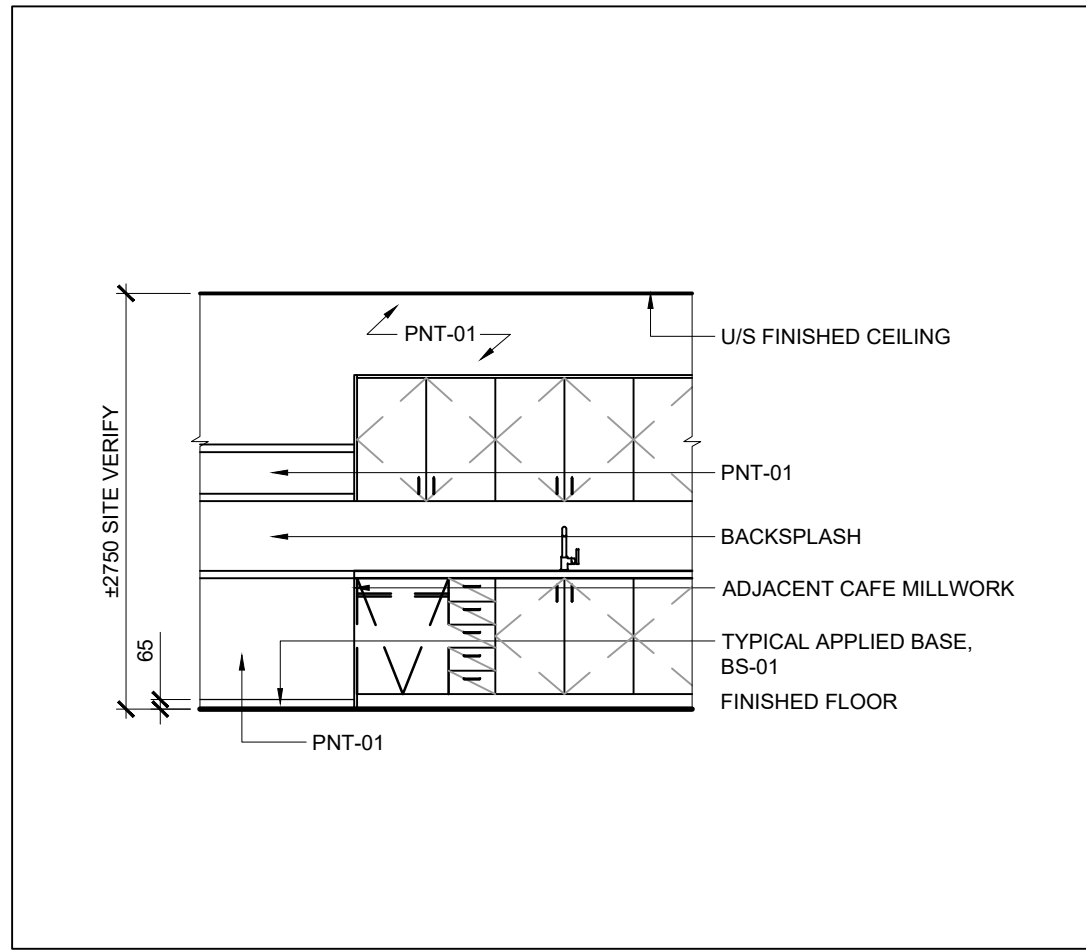 PNT-01
U/S FINISHED CEILING
±2750 SITE VERIFY
PNT-01
BACKSPLASH
ADJACENT CAFE MILLWORK
65
TYPICAL APPLIED BASE,
BS-01
FINISHED FLOOR
PNT-01